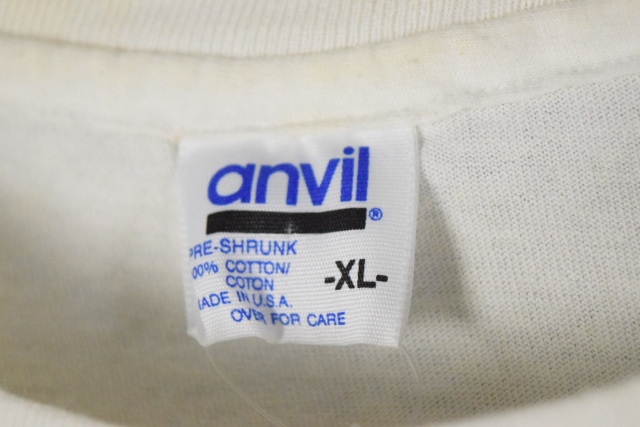 anvil®
PRE-SHRUNK
100% COTTON/
COTON
-XL-
MADE IN U.S.A.
OVER FOR CARE